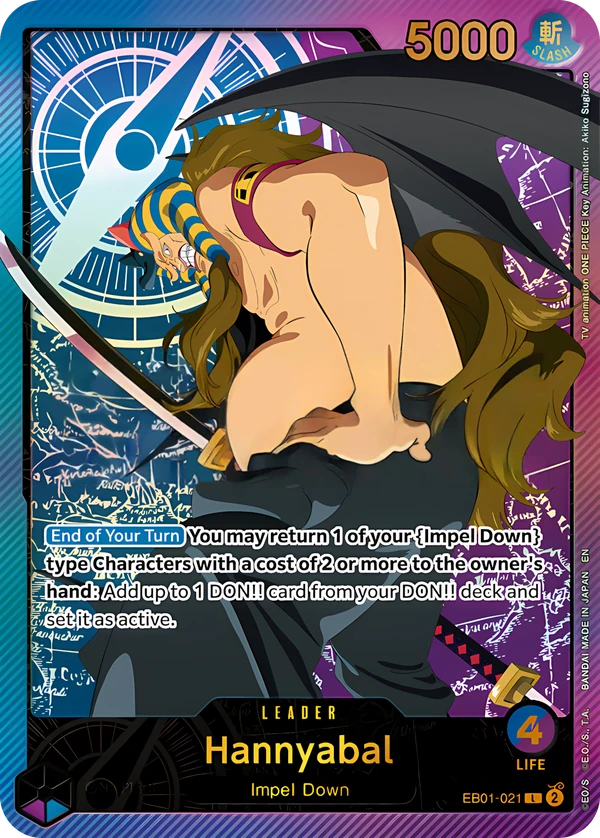 5000
斬
SLASH
TV animation ONE PIECE Key Animation: Akiko Sugizono
End of Your Turn You may return 1 of your {Impel Down}
type Characters with a cost of 2 or more to the owner's
hand: Add up to 1 DON!! card from your DON!! deck and
set it as active.
©EO/S ©E.O./S., T.A. BANDAI MADE IN JAPAN EN
LEADER
Hannyabal
Impel Down
4
LIFE
EB01-021 L 2